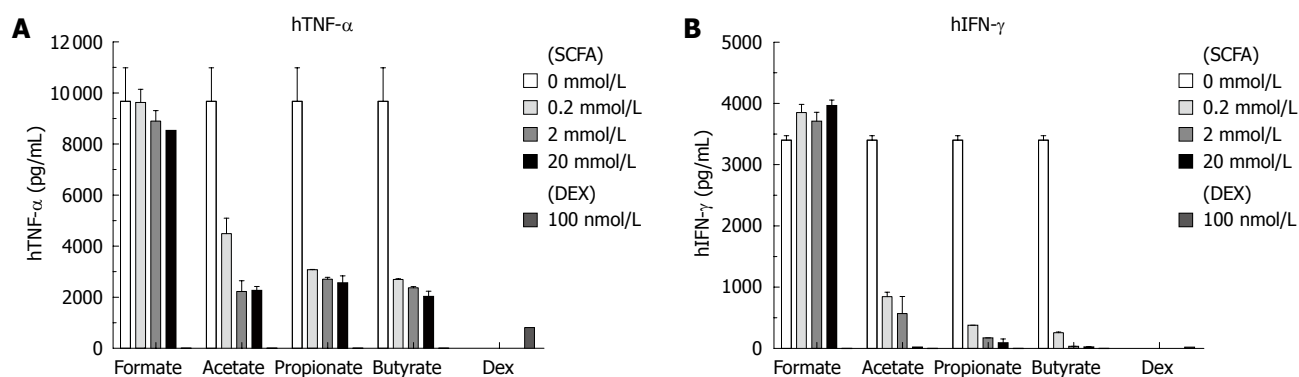 A
hTNF-α
12 000
10 000
8000
6000
4000
2000
0
hTNF-α (pg/mL)
Formate Acetate Propionate Butyrate Dex
(SCFA)
0 mmol/L
0.2 mmol/L
2 mmol/L
20 mmol/L
(DEX)
100 nmol/L
B
hIFN-γ
5000
4000
3000
2000
1000
0
hIFN-γ (pg/mL)
Formate Acetate Propionate Butyrate Dex
(SCFA)
0 mmol/L
0.2 mmol/L
2 mmol/L
20 mmol/L
(DEX)
100 nmol/L